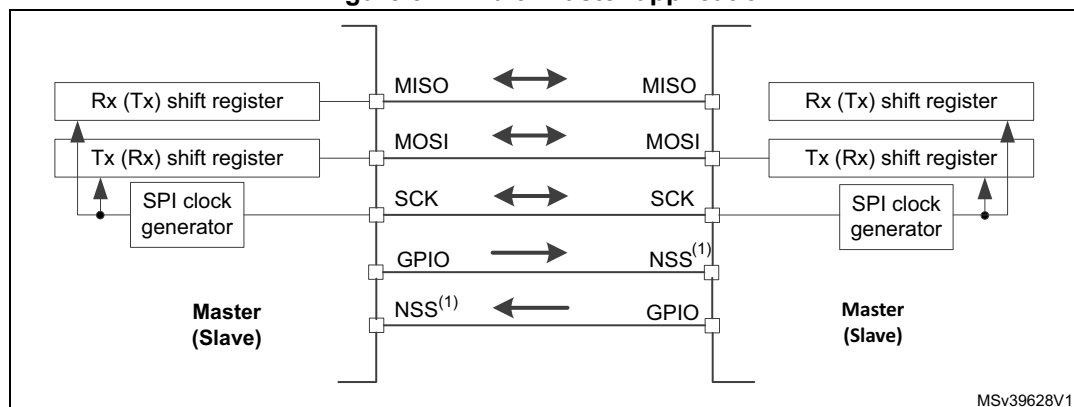 Rx (Tx) shift register
Tx (Rx) shift register
SPI clock
generator
Master
(Slave)
MISO
MOSI
SCK
GPIO
NSS(1)
MISO
MOSI
SCK
NSS(1)
GPIO
Rx (Tx) shift register
Tx (Rx) shift register
SPI clock
generator
Master
(Slave)
MSv39628V1